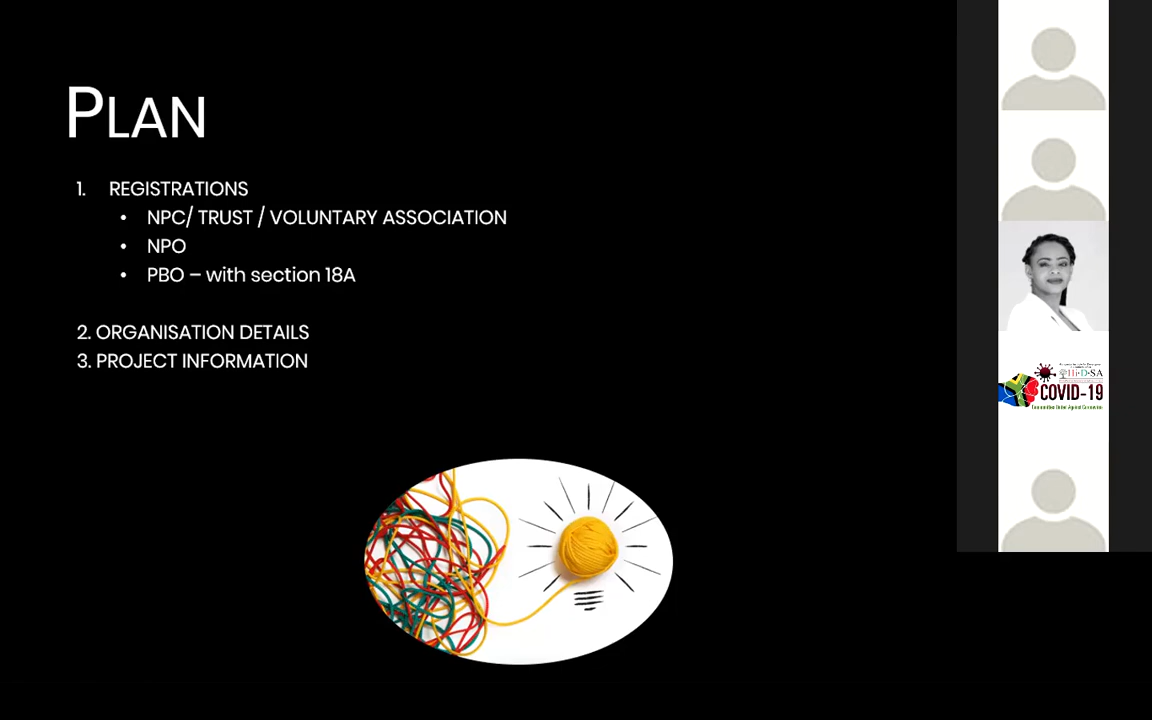 PLAN
1. REGISTRATIONS
• NPC/ TRUST / VOLUNTARY ASSOCIATION
• NPO
• PBO – with section 18A
2. ORGANISATION DETAILS
3. PROJECT INFORMATION
COVID-19